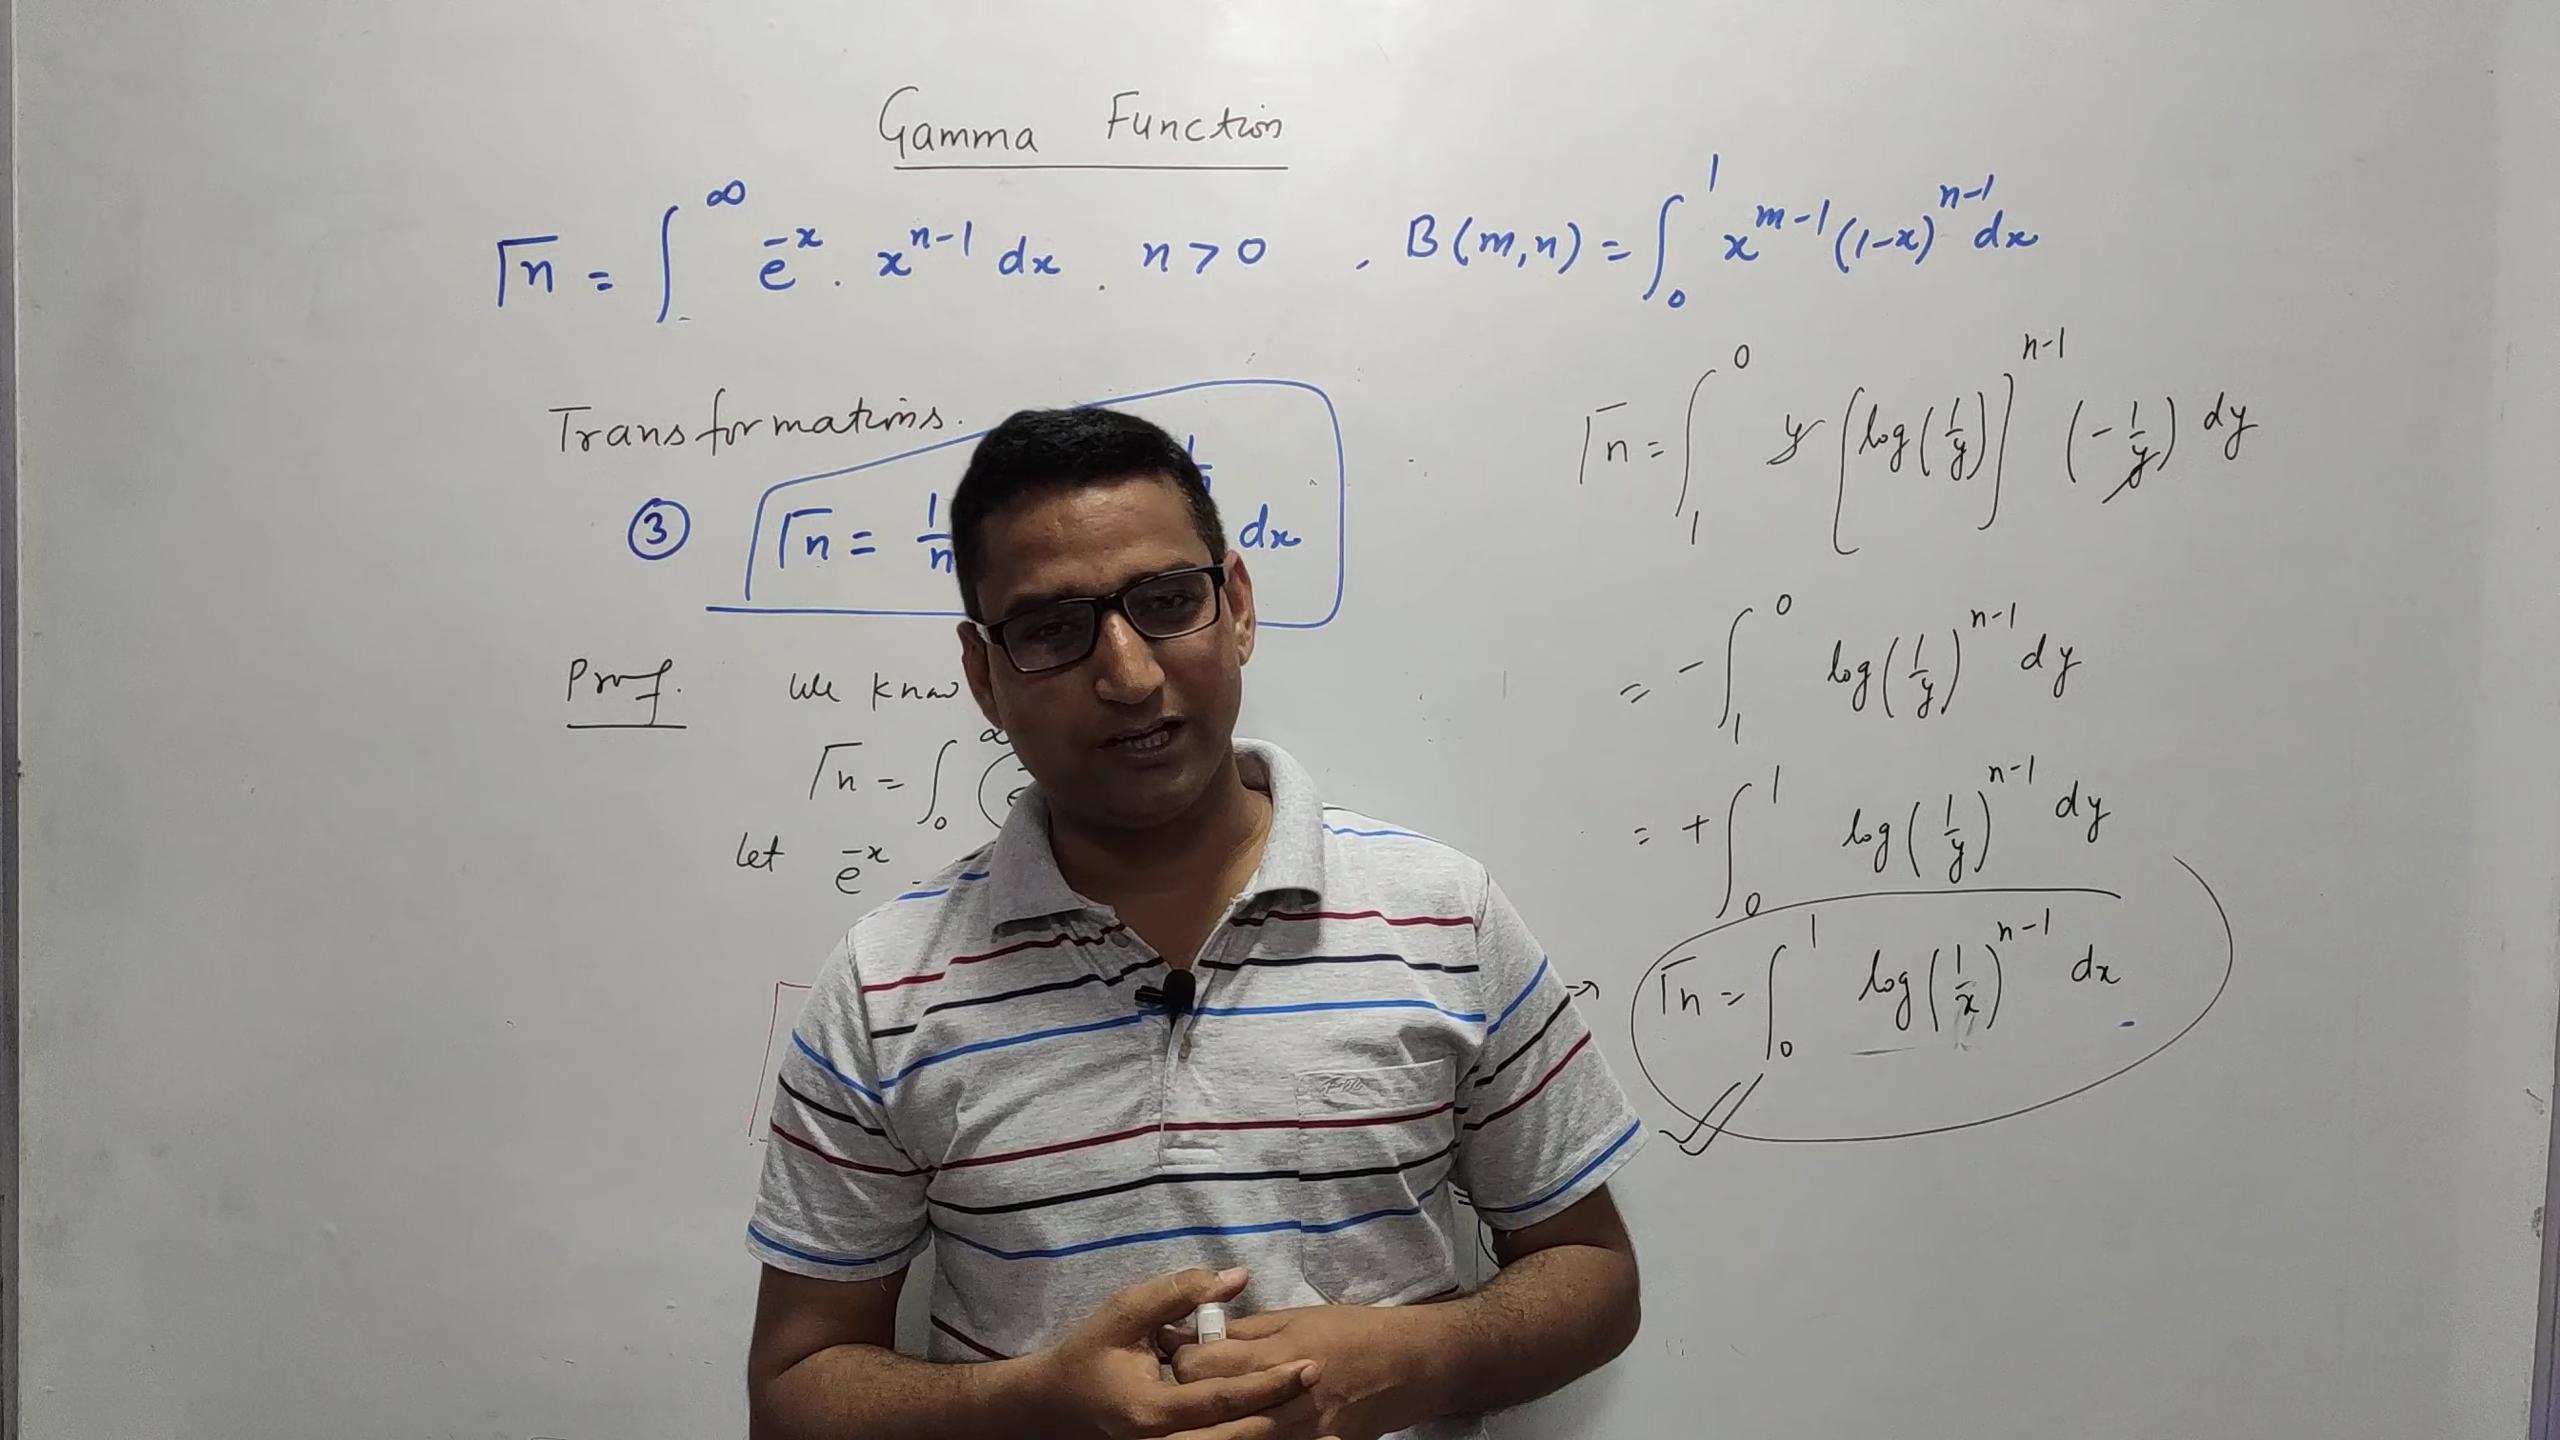 Gamma Function
Γn = ∫ ∞ e^-x . x^n-1 dx . n > 0 , B(m,n) = ∫_0^1 x^m-1 (1-x)^n-1 dx
Transformations.
③ Γn = 1/n dx
Proof. We know
Γn = ∫_0^∞
Let e^-x
Γn = ∫_1^0 y [log(1/y)]^n-1 (-1/y) dy
= - ∫_1^0 log(1/y)^n-1 dy
= + ∫_0^1 log(1/y)^n-1 dy
→ Γn = ∫_0^1 log(1/x)^n-1 dx